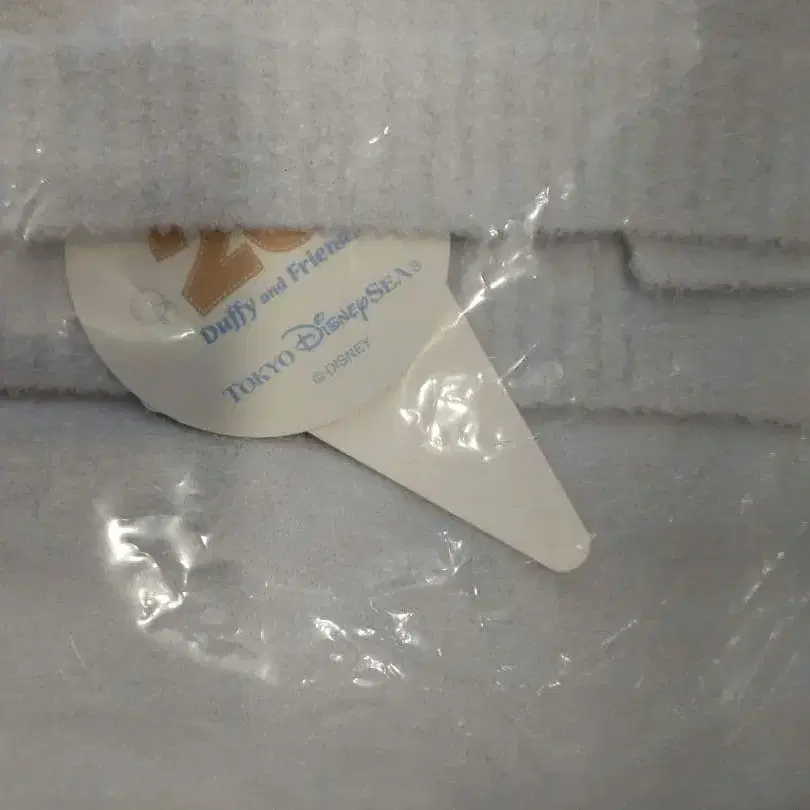 Duffy and Friends
TOKYO DISNEYSEA®
©DISNEY